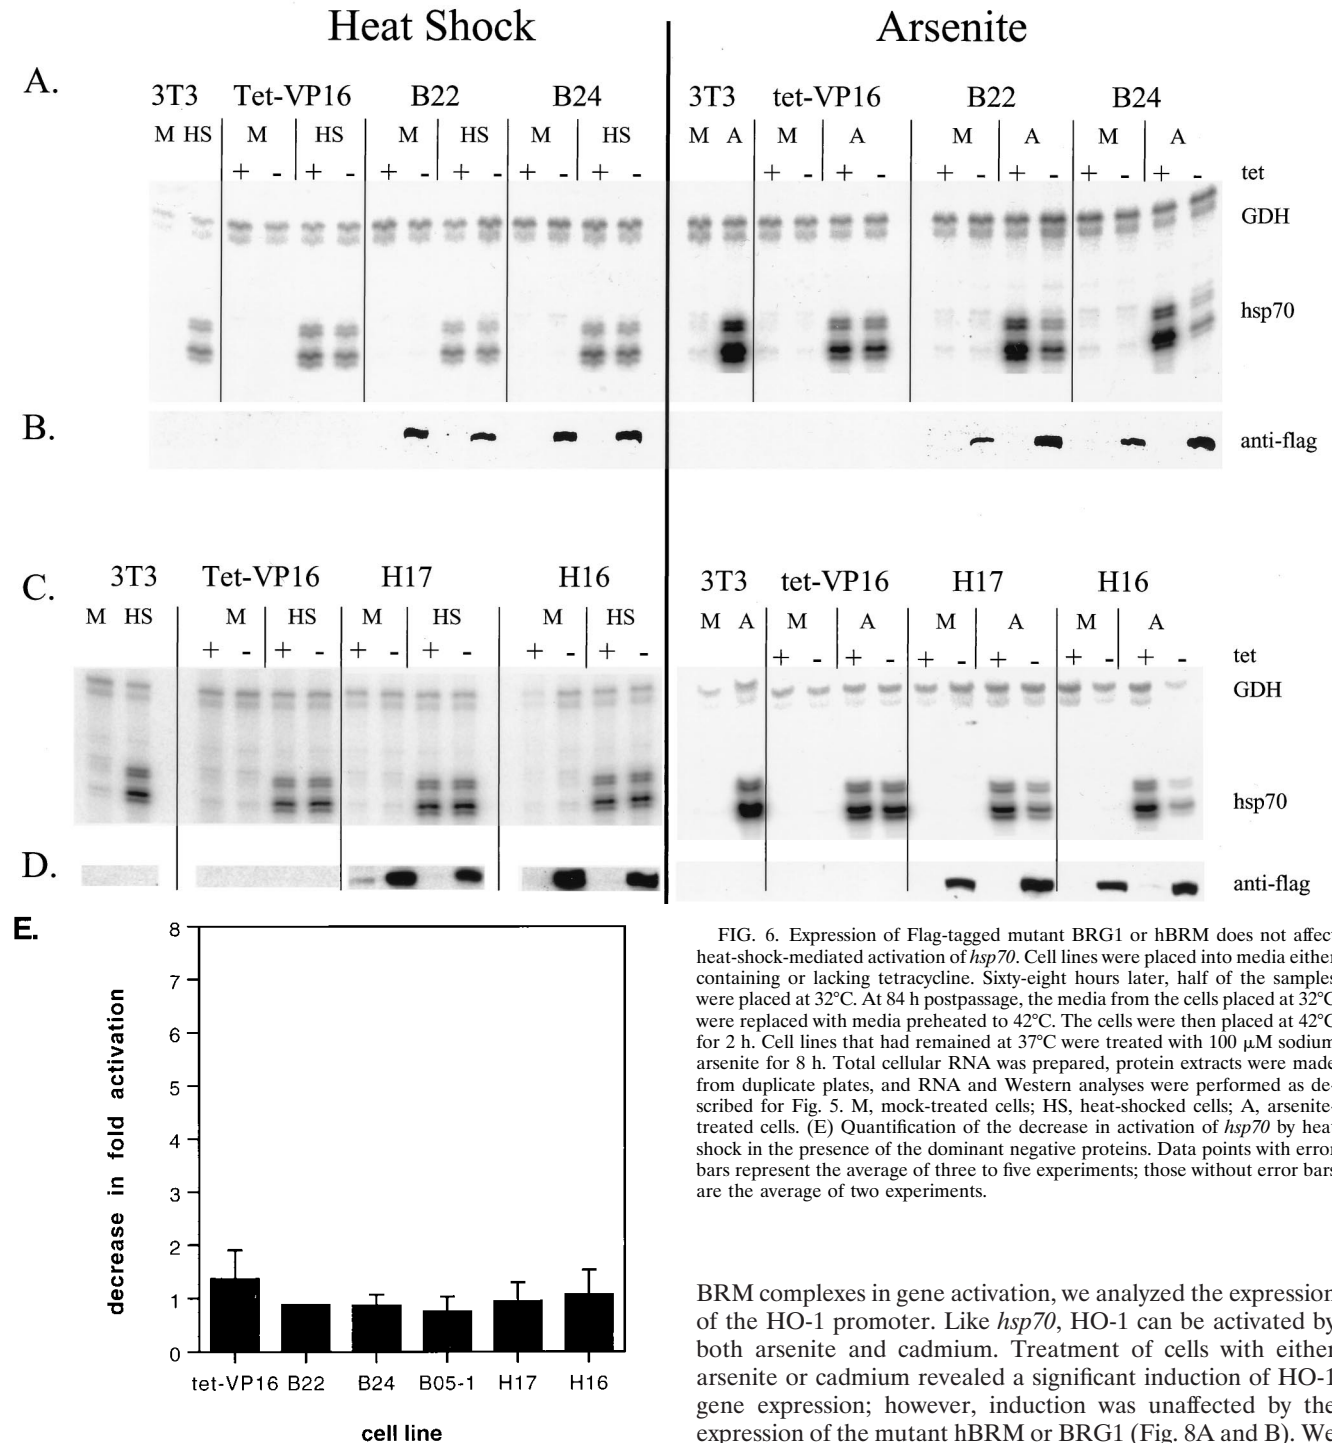 Heat Shock
Arsenite
A.
3T3 Tet-VP16 B22 B24
3T3 tet-VP16 B22 B24
M HS M HS M HS M HS
M A M A M A M A
+ - + - + - + - + - + -
+ - + - + - + - + - + - tet
GDH
hsp70
B.
anti-flag
C.
3T3 Tet-VP16 H17 H16
3T3 tet-VP16 H17 H16
M HS M HS M HS M HS
M A M A M A M A
+ - + - + - + - + - + -
+ - + - + - + - + - + - tet
GDH
hsp70
D.
anti-flag
E.
8
7
6
5
4
3
2
1
0
decrease in fold activation
tet-VP16 B22 B24 B05-1 H17 H16
cell line
FIG. 6. Expression of Flag-tagged mutant BRG1 or hBRM does not affect
heat-shock-mediated activation of hsp70. Cell lines were placed into media either
containing or lacking tetracycline. Sixty-eight hours later, half of the samples
were placed at 32°C. At 84 h postpassage, the media from the cells placed at 32°C
were replaced with media preheated to 42°C. The cells were then placed at 42°C
for 2 h. Cell lines that had remained at 37°C were treated with 100 μM sodium
arsenite for 8 h. Total cellular RNA was prepared, protein extracts were made
from duplicate plates, and RNA and Western analyses were performed as de-
scribed for Fig. 5. M, mock-treated cells; HS, heat-shocked cells; A, arsenite-
treated cells. (E) Quantification of the decrease in activation of hsp70 by heat
shock in the presence of the dominant negative proteins. Data points with error
bars represent the average of three to five experiments; those without error bars
are the average of two experiments.
BRM complexes in gene activation, we analyzed the expression
of the HO-1 promoter. Like hsp70, HO-1 can be activated by
both arsenite and cadmium. Treatment of cells with either
arsenite or cadmium revealed a significant induction of HO-1
gene expression; however, induction was unaffected by the
expression of the mutant hBRM or BRG1 (Fig. 8A and B). We